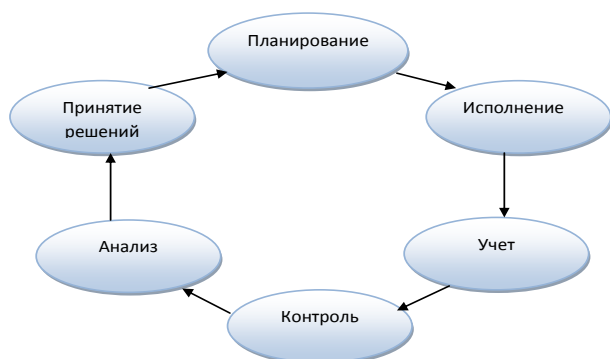 Планирование
Исполнение
Учет
Контроль
Анализ
Принятие
решений